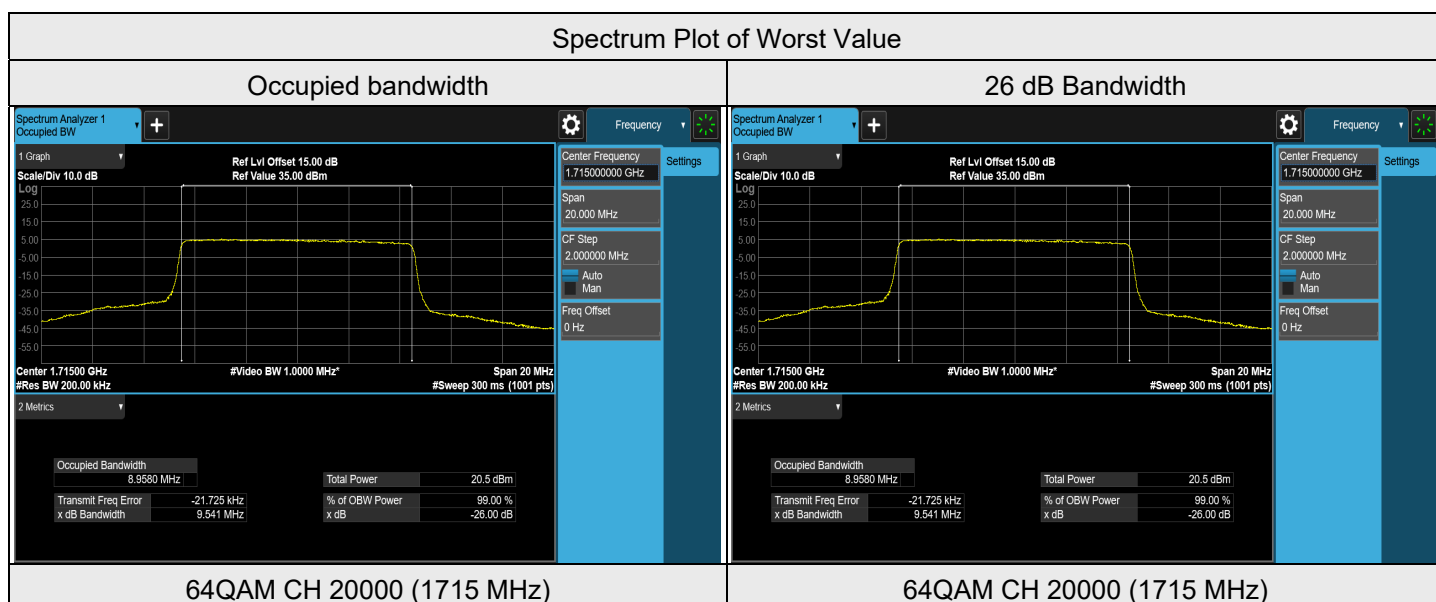 Spectrum Plot of Worst Value
Occupied bandwidth
26 dB Bandwidth
Spectrum Analyzer 1
Occupied BW
+
Frequency
1 Graph
Ref Lvl Offset 15.00 dB
Scale/Div 10.0 dB
Ref Value 35.00 dBm
Log
25.0
15.0
5.00
-5.00
-15.0
-25.0
-35.0
-45.0
-55.0
Center 1.71500 GHz
#Video BW 1.0000 MHz*
Span 20 MHz
#Res BW 200.00 kHz
#Sweep 300 ms (1001 pts)
Center Frequency
1.715000000 GHz
Settings
Span
20.000 MHz
CF Step
2.000000 MHz
Auto
Man
Freq Offset
0 Hz
2 Metrics
Occupied Bandwidth
8.9580 MHz
Total Power 20.5 dBm
Transmit Freq Error -21.725 kHz
% of OBW Power 99.00 %
x dB Bandwidth 9.541 MHz
x dB -26.00 dB
Spectrum Analyzer 1
Occupied BW
+
Frequency
1 Graph
Ref Lvl Offset 15.00 dB
Scale/Div 10.0 dB
Ref Value 35.00 dBm
Log
25.0
15.0
5.00
-5.00
-15.0
-25.0
-35.0
-45.0
-55.0
Center 1.71500 GHz
#Video BW 1.0000 MHz*
Span 20 MHz
#Res BW 200.00 kHz
#Sweep 300 ms (1001 pts)
Center Frequency
1.715000000 GHz
Settings
Span
20.000 MHz
CF Step
2.000000 MHz
Auto
Man
Freq Offset
0 Hz
2 Metrics
Occupied Bandwidth
8.9580 MHz
Total Power 20.5 dBm
Transmit Freq Error -21.725 kHz
% of OBW Power 99.00 %
x dB Bandwidth 9.541 MHz
x dB -26.00 dB
64QAM CH 20000 (1715 MHz)
64QAM CH 20000 (1715 MHz)